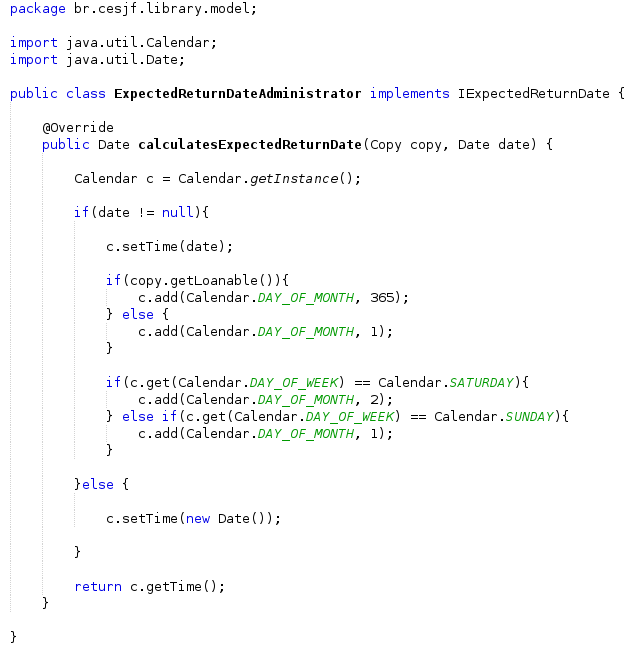 package br.cesjf.library.model;
import java.util.Calendar;
import java.util.Date;
public class ExpectedReturnDateAdministrator implements IExpectedReturnDate {
@Override
public Date calculatesExpectedReturnDate(Copy copy, Date date) {
Calendar c = Calendar.getInstance();
if(date != null){
c.setTime(date);
if(copy.getLoanable()){
c.add(Calendar.DAY_OF_MONTH, 365);
} else {
c.add(Calendar.DAY_OF_MONTH, 1);
}
if(c.get(Calendar.DAY_OF_WEEK) == Calendar.SATURDAY){
c.add(Calendar.DAY_OF_MONTH, 2);
} else if(c.get(Calendar.DAY_OF_WEEK) == Calendar.SUNDAY){
c.add(Calendar.DAY_OF_MONTH, 1);
}
}else {
c.setTime(new Date());
}
return c.getTime();
}
}